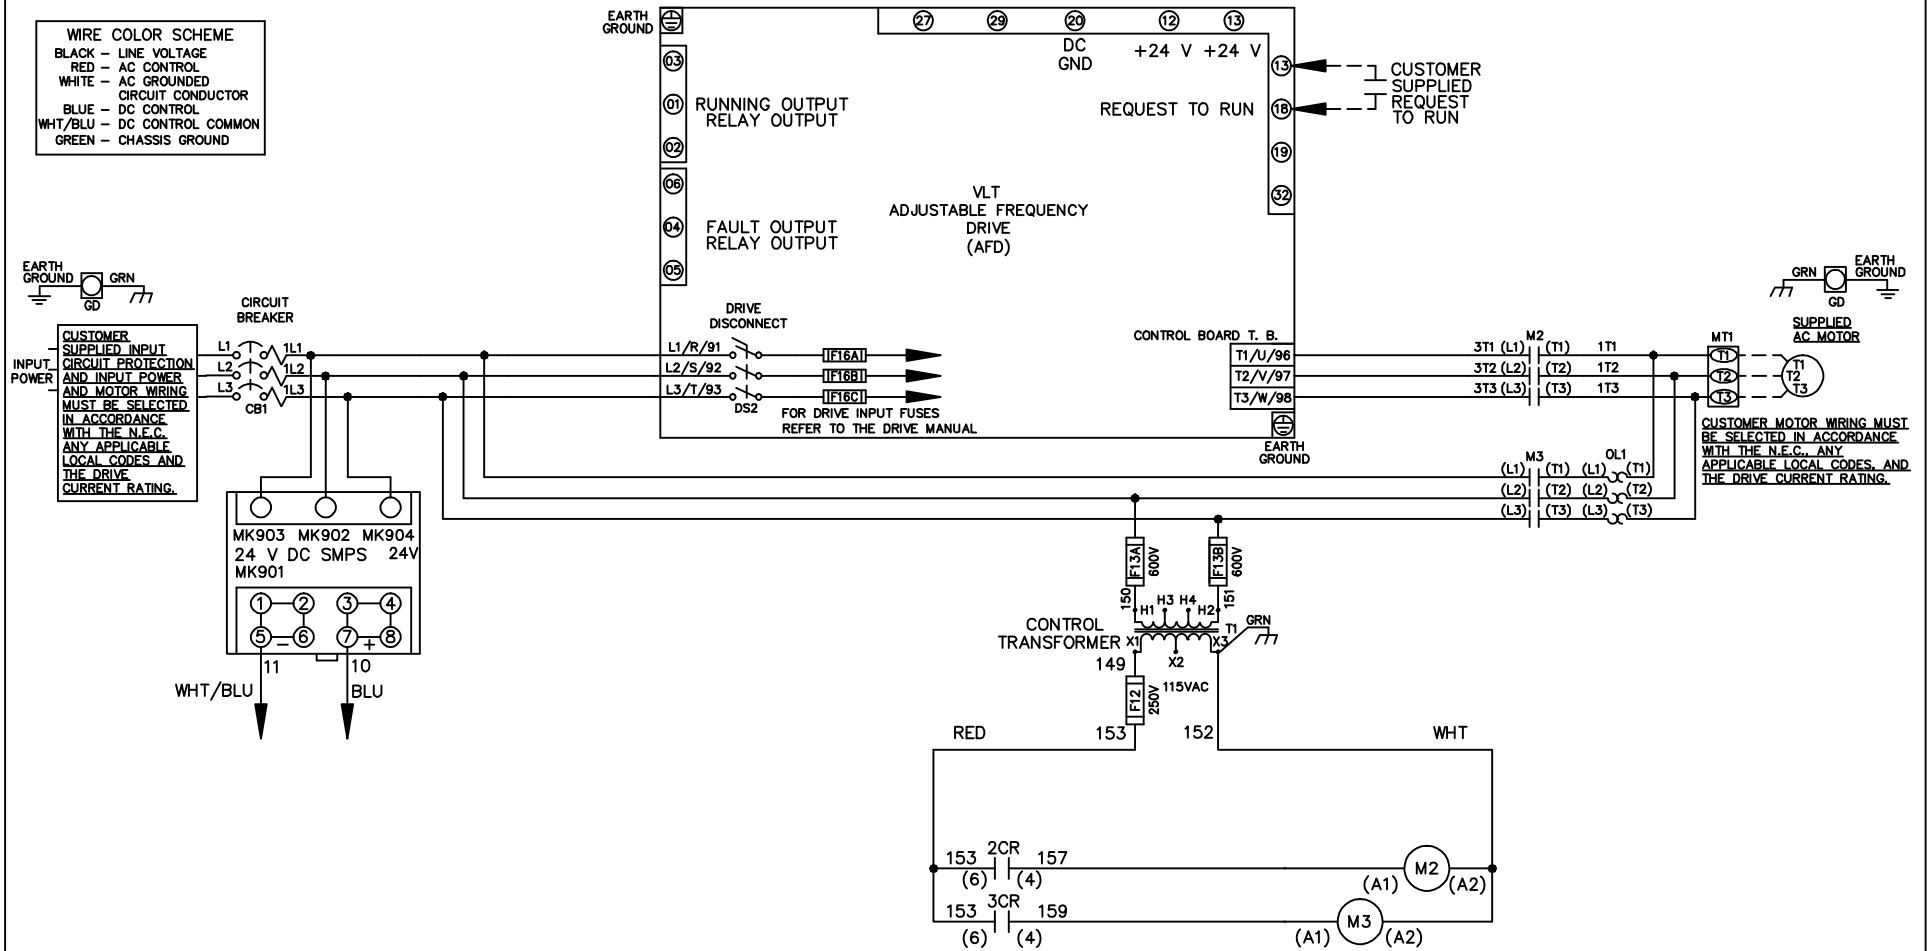 WIRE COLOR SCHEME
BLACK – LINE VOLTAGE
RED – AC CONTROL
WHITE – AC GROUNDED
CIRCUIT CONDUCTOR
BLUE – DC CONTROL
WHT/BLU – DC CONTROL COMMON
GREEN – CHASSIS GROUND
EARTH
GROUND
27
29
20
12
13
DC
GND
+24 V
+24 V
03
01
02
RUNNING OUTPUT
RELAY OUTPUT
06
04
05
FAULT OUTPUT
RELAY OUTPUT
VLT
ADJUSTABLE FREQUENCY
DRIVE
(AFD)
REQUEST TO RUN
13
18
19
32
CUSTOMER
SUPPLIED
REQUEST
TO RUN
EARTH
GROUND
GRN
GD
INPUT
POWER
CUSTOMER
SUPPLIED INPUT
CIRCUIT PROTECTION
AND INPUT POWER
AND MOTOR WIRING
MUST BE SELECTED
IN ACCORDANCE
WITH THE N.E.C.
ANY APPLICABLE
LOCAL CODES AND
THE DRIVE
CURRENT RATING.
CIRCUIT
BREAKER
L1
1L1
L2
1L2
L3
1L3
CB1
L1/R/91
L2/S/92
L3/T/93
DRIVE
DISCONNECT
DS2
F16A
F16B
F16C
FOR DRIVE INPUT FUSES
REFER TO THE DRIVE MANUAL
CONTROL BOARD T. B.
T1/U/96
T2/V/97
T3/W/98
EARTH
GROUND
M2
3T1 (L1) (T1) 1T1
3T2 (L2) (T2) 1T2
3T3 (L3) (T3) 1T3
MT1
T1
T2
T3
GRN
GD
EARTH
GROUND
SUPPLIED
AC MOTOR
T1
T2
T3
CUSTOMER MOTOR WIRING MUST
BE SELECTED IN ACCORDANCE
WITH THE N.E.C., ANY
APPLICABLE LOCAL CODES, AND
THE DRIVE CURRENT RATING.
M3
OL1
(L1) (T1) (L1) (T1)
(L2) (T2) (L2) (T2)
(L3) (T3) (L3) (T3)
MK903 MK902 MK904
24 V DC SMPS 24V
MK901
1 2 3 4
5 – 6 7 + 8
11
10
WHT/BLU
BLU
F13A
600V
F13B
600V
150
151
H1 H3 H4 H2
CONTROL
TRANSFORMER
T1
GRN
X1
X2
X3
149
F12
250V
115VAC
153
152
RED
WHT
153 2CR 157
(6) (4)
M2
(A1)
(A2)
153 3CR 159
(6) (4)
M3
(A1)
(A2)